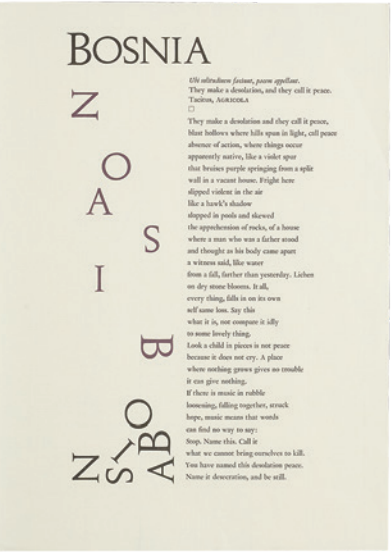 BOSNIA
Ubi solitudinem faciunt, pacem appellant.
They make a desolation, and they call it peace.
Tacitus, AGRICOLA
They make a desolation and they call it peace,
blast hollows where hills spun in light, call peace
absence of action, where things occur
apparently native, like a violet spur
that bruises purple springing from a split
wall in a vacant house. Fright here
slipped violent in the air
like a hawk's shadow
slopped in pools and skewed
the apprehension of rocks, of a house
where a man who was a father stood
and thought as his body came apart
a witness said, like water
from a fall, farther than yesterday. Lichen
on dry stone blooms. It all,
every thing, falls in on its own
self same loss. Say this
what it is, not compare it idly
to some lovely thing.
Look a child in pieces is not peace
because it does not cry. A place
where nothing grows gives no trouble
it can give nothing.
If there is music in rubble
loosening, falling together, struck
hope, music means that words
can find no way to say:
Stop. Name this. Call it
what we cannot bring ourselves to kill.
You have named this desolation peace.
Name it desecration, and be still.
N
O
A
S
I
B
O
I
B
N
S
A